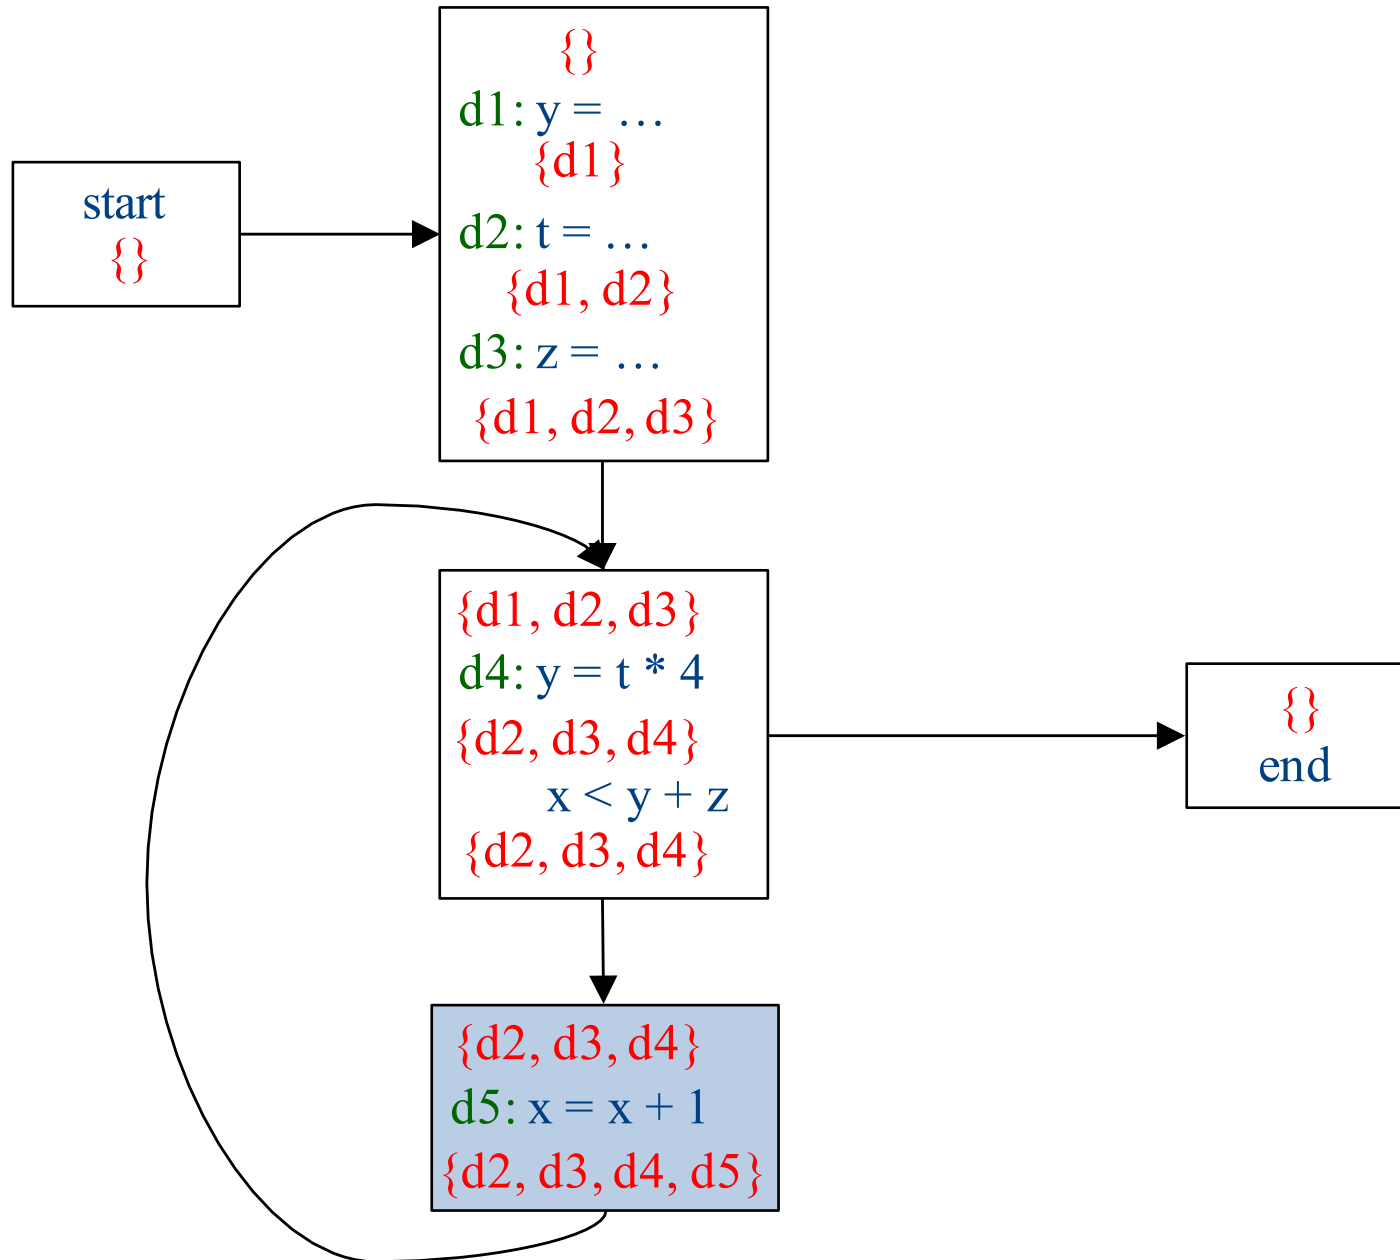 start
{}
{}
d1: y = …
{d1}
d2: t = …
{d1, d2}
d3: z = …
{d1, d2, d3}
{d1, d2, d3}
d4: y = t * 4
{d2, d3, d4}
x < y + z
{d2, d3, d4}
{}
end
{d2, d3, d4}
d5: x = x + 1
{d2, d3, d4, d5}